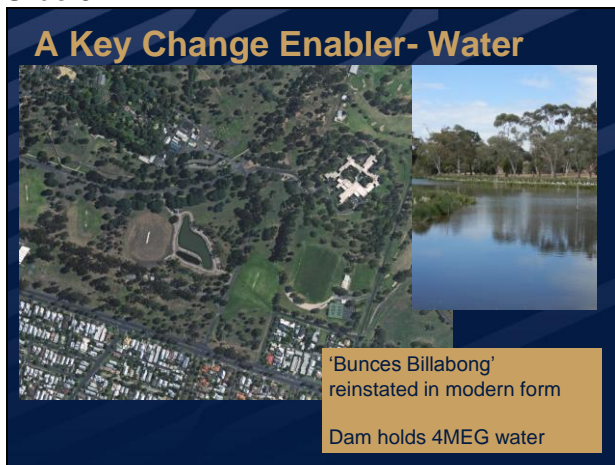 A Key Change Enabler- Water
‘Bunces Billabong’
reinstated in modern form
Dam holds 4MEG water